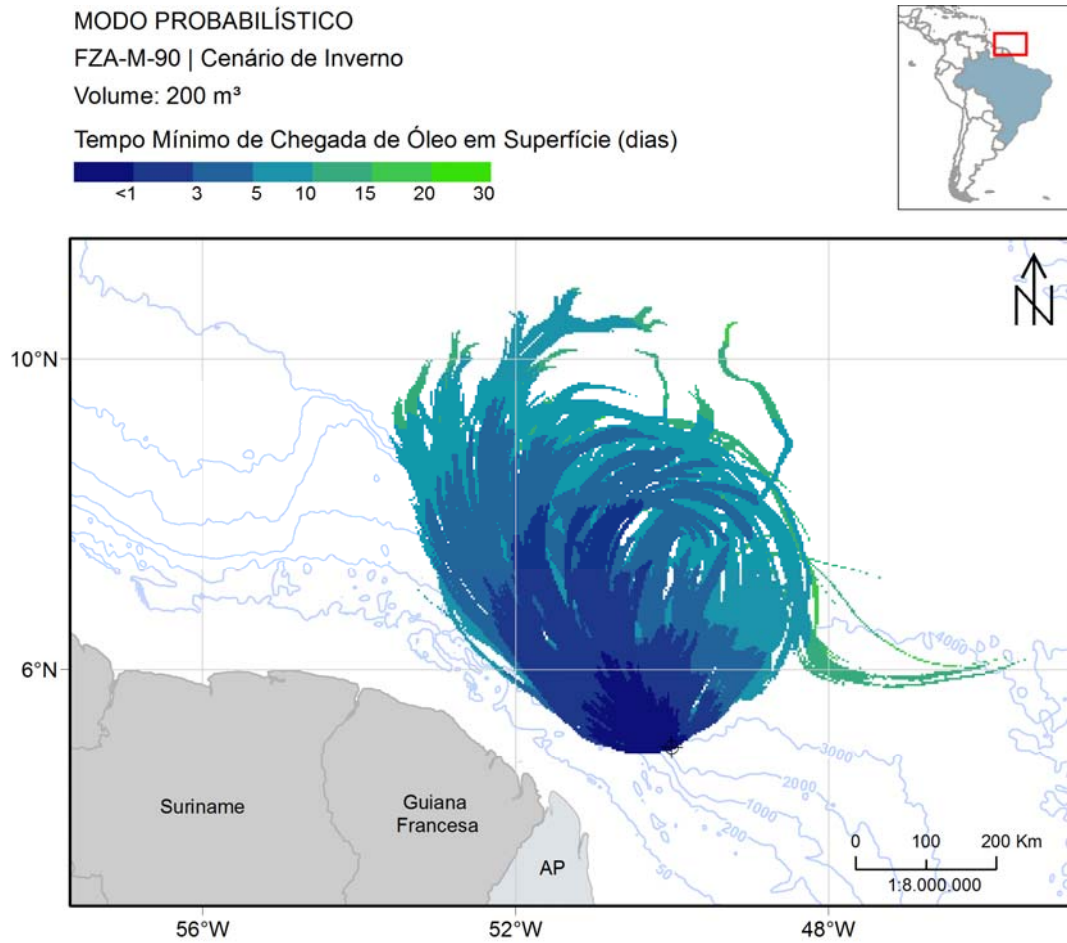 MODO PROBABILÍSTICO
FZA-M-90 | Cenário de Inverno
Volume: 200 m³
Tempo Mínimo de Chegada de Óleo em Superfície (dias)
<1 3 5 10 15 20 30
N
10°N
6°N
4000
3000
2000
1000
200
50
Suriname
Guiana
Francesa
AP
0 100 200 Km
1:8.000.000
56°W 52°W 48°W